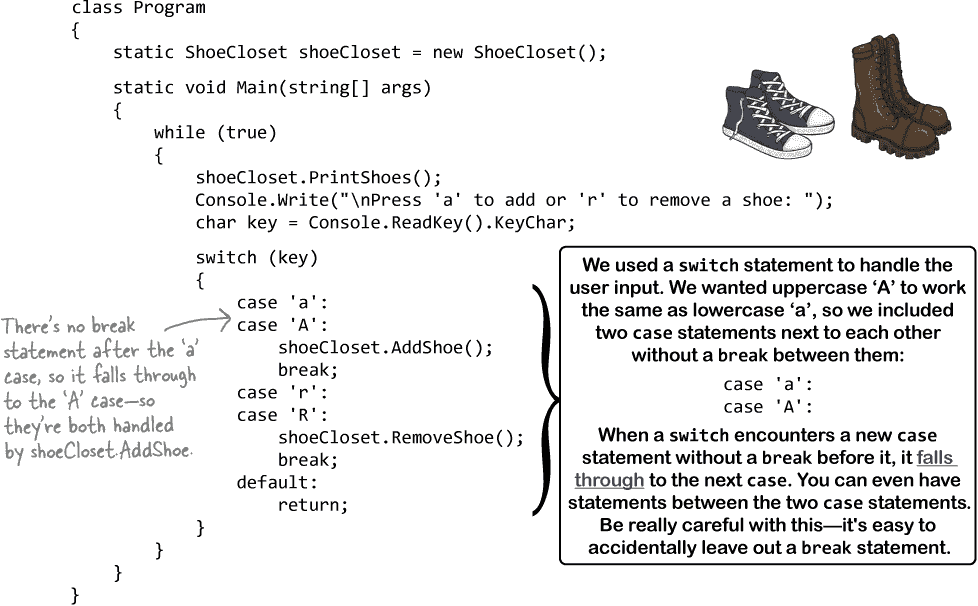 class Program
{
static ShoeCloset shoeCloset = new ShoeCloset();
static void Main(string[] args)
{
while (true)
{
shoeCloset.PrintShoes();
Console.Write("\nPress 'a' to add or 'r' to remove a shoe: ");
char key = Console.ReadKey().KeyChar;
switch (key)
{
case 'a':
case 'A':
shoeCloset.AddShoe();
break;
case 'r':
case 'R':
shoeCloset.RemoveShoe();
break;
default:
return;
}
}
}
}
There's no break
statement after the 'a'
case, so it falls through
to the 'A' case—so
they're both handled
by shoeCloset.AddShoe.
We used a switch statement to handle the
user input. We wanted uppercase ‘A’ to work
the same as lowercase ‘a’, so we included
two case statements next to each other
without a break between them:
case 'a':
case 'A':
When a switch encounters a new case
statement without a break before it, it falls
through to the next case. You can even have
statements between the two case statements.
Be really careful with this—it's easy to
accidentally leave out a break statement.